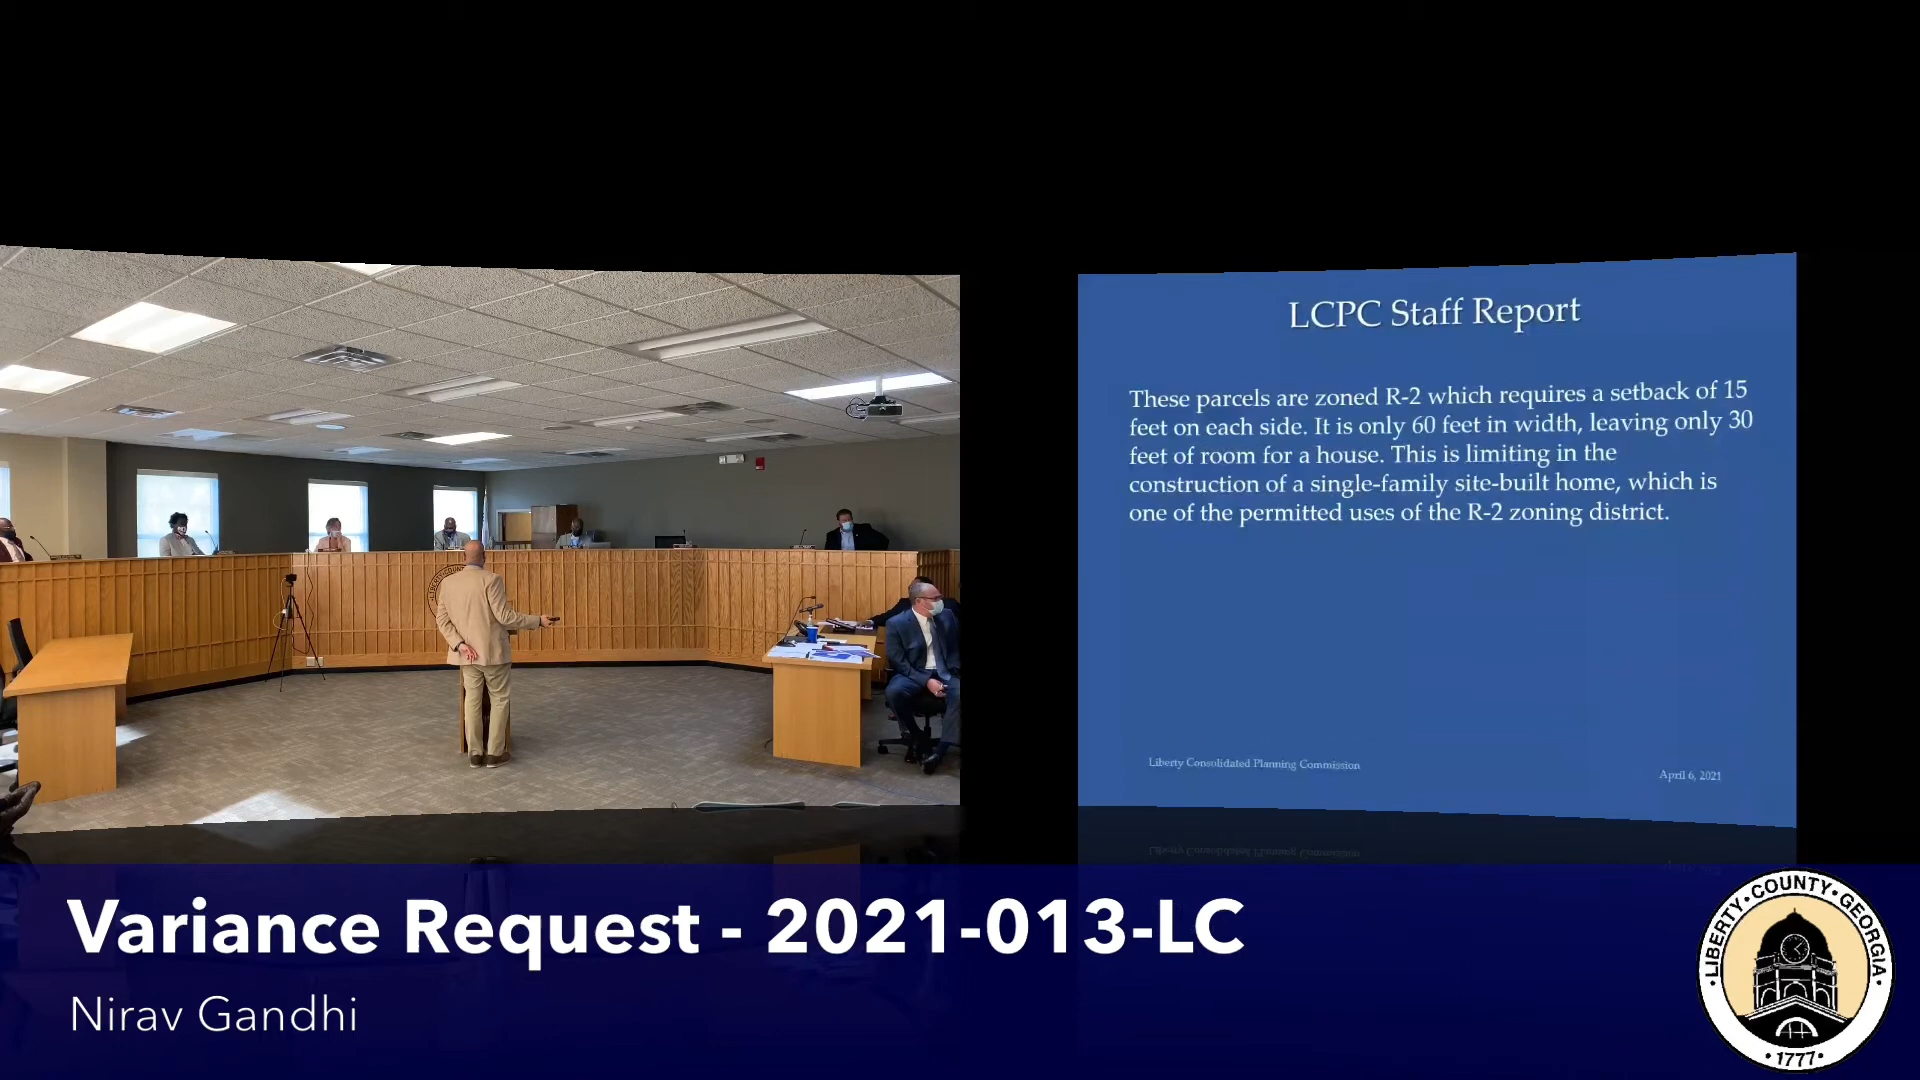 LCPC Staff Report
These parcels are zoned R-2 which requires a setback of 15
feet on each side. It is only 60 feet in width, leaving only 30
feet of room for a house. This is limiting in the
construction of a single-family site-built home, which is
one of the permitted uses of the R-2 zoning district.
Liberty Consolidated Planning Commission
April 6, 2021
Variance Request - 2021-013-LC
Nirav Gandhi
LIBERTY • COUNTY • GEORGIA
• 1777 •